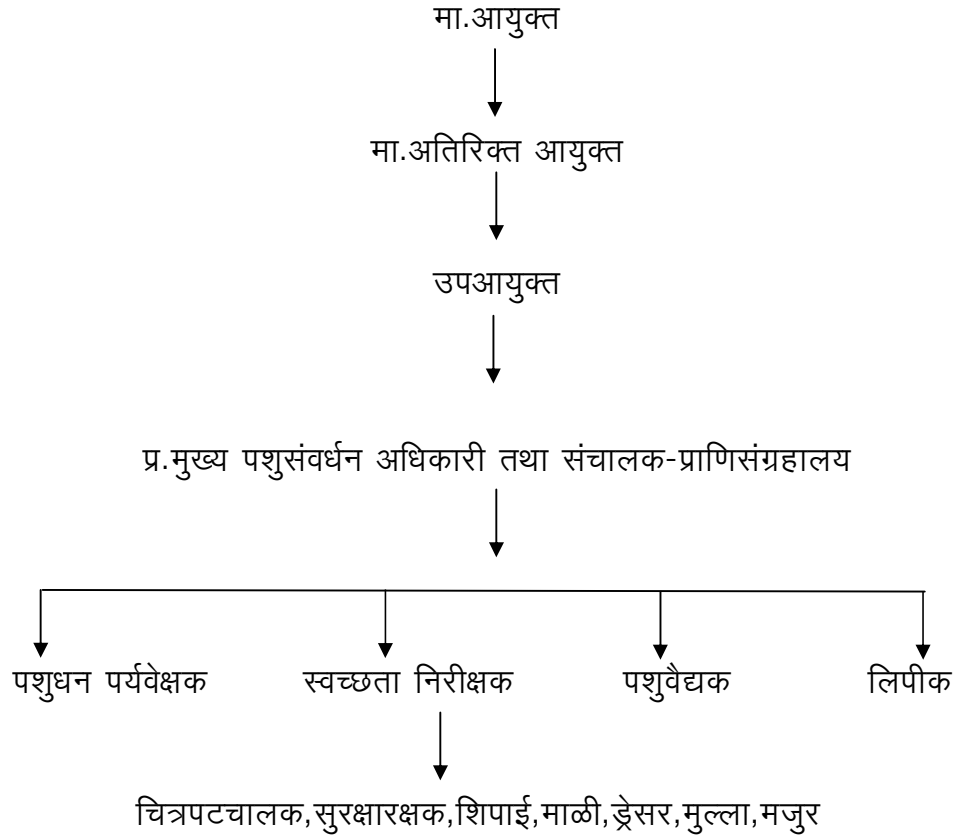 मा.आयुक्त
मा.अतिरिक्त आयुक्त
उपआयुक्त
प्र.मुख्य पशुसंवर्धन अधिकारी तथा संचालक-प्राणिसंग्रहालय
पशुधन पर्यवेक्षक स्वच्छता निरीक्षक पशुवैद्यक लिपीक
चित्रपटचालक,सुरक्षारक्षक,शिपाई,माळी,ड्रेसर,मुल्ला,मजुर